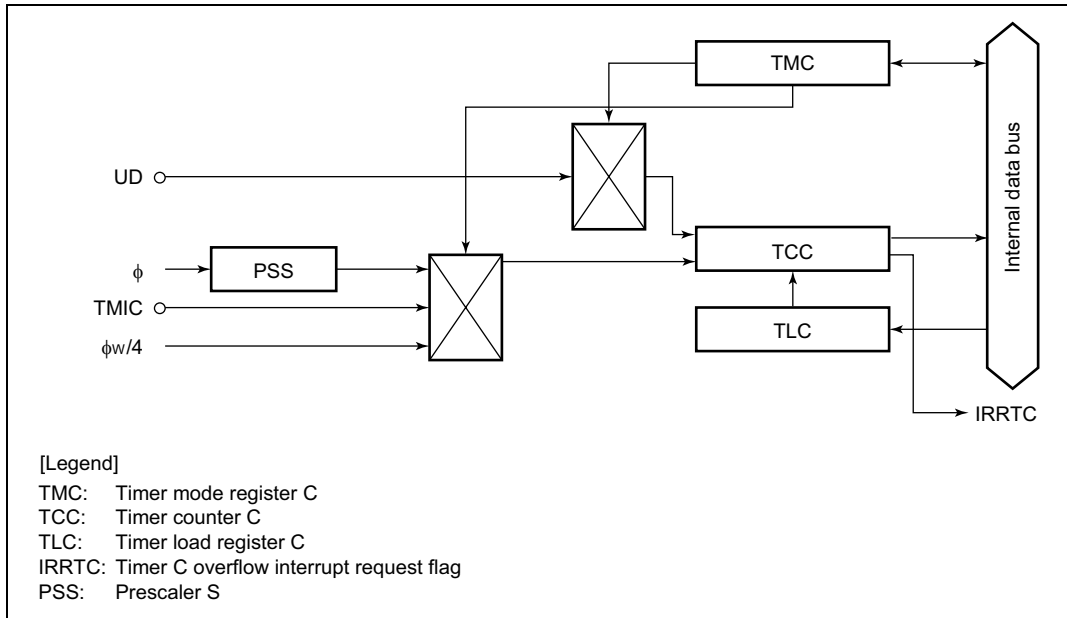 TMC
UD
TCC
Internal data bus
ϕ
PSS
TMIC
TLC
ϕw/4
IRRTC
[Legend]
TMC: Timer mode register C
TCC: Timer counter C
TLC: Timer load register C
IRRTC: Timer C overflow interrupt request flag
PSS: Prescaler S